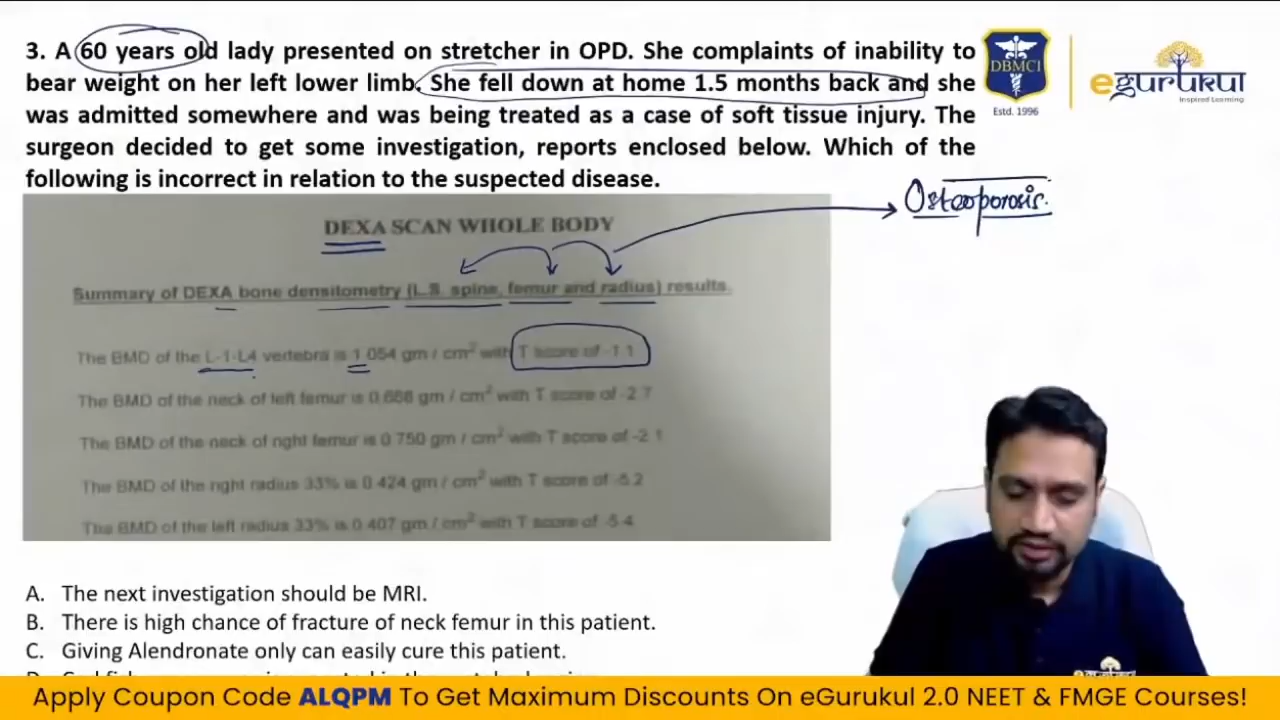 3. A 60 years old lady presented on stretcher in OPD. She complaints of inability to
bear weight on her left lower limb. She fell down at home 1.5 months back and she
was admitted somewhere and was being treated as a case of soft tissue injury. The
surgeon decided to get some investigation, reports enclosed below. Which of the
following is incorrect in relation to the suspected disease.
DBMCI
Estd. 1996
egurukul
Inspired Learning
Osteoporosis.
DEXA SCAN WHOLE BODY
Summary of DEXA bone densitometry (L.S. spine, femur and radius) results.
The BMD of the L-1-L4 vertebra is 1.054 gm / cm² with T score of -1.1
The BMD of the neck of left femur is gm / cm² with T score of -2.7
The BMD of the neck of right femur is 0.750 gm / cm² with T score of -2.1
The BMD of the right radius 33% is 0.424 gm / cm² with T score of -5.2
The BMD of the left radius 33% is 0.407 gm / cm² with T score of -5.4
A. The next investigation should be MRI.
B. There is high chance of fracture of neck femur in this patient.
C. Giving Alendronate only can easily cure this patient.
Apply Coupon Code ALQPM To Get Maximum Discounts On eGurukul 2.0 NEET & FMGE Courses!